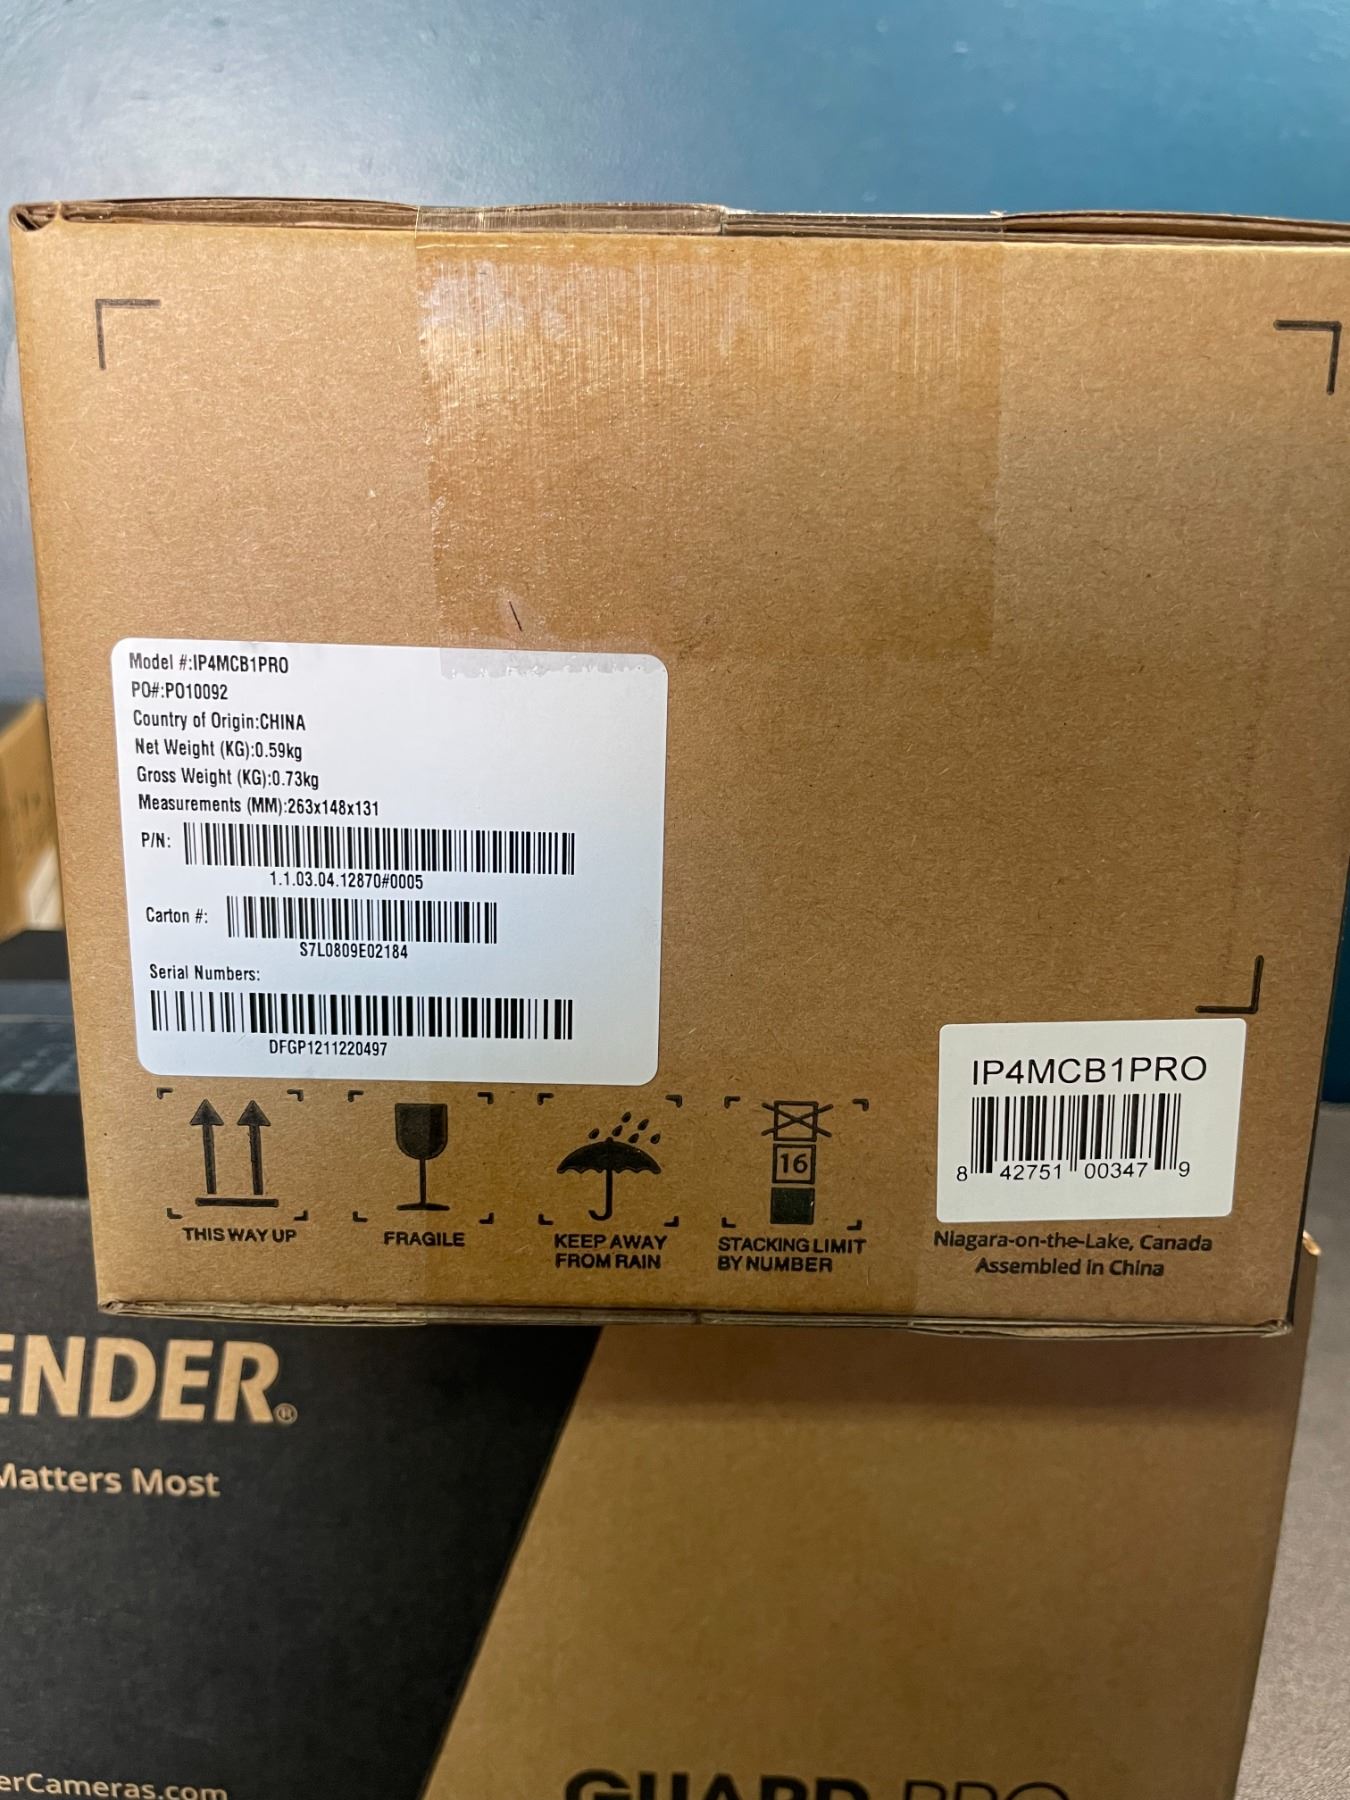 Model #:IP4MCB1PRO
PO#:PO10092
Country of Origin:CHINA
Net Weight (KG):0.59kg
Gross Weight (KG):0.73kg
Measurements (MM):263x148x131
P/N:
1.1.03.04.12870#0005
Carton #:
S7L0809E02184
Serial Numbers:
DFGP1211220497
IP4MCB1PRO
8 42751 00347 9
16
THIS WAY UP
FRAGILE
KEEP AWAY
FROM RAIN
STACKING LIMIT
BY NUMBER
Niagara-on-the-Lake, Canada
Assembled in China
ENDER®
Matters Most
erCameras.com
GUARD PRO